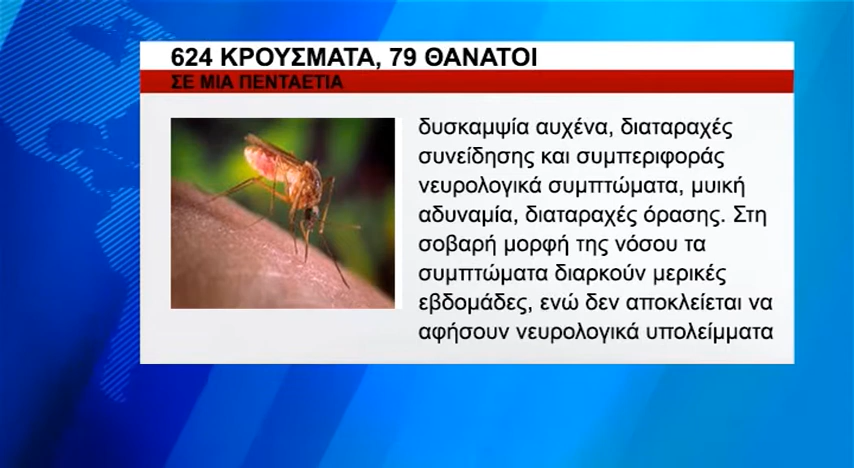 624 ΚΡΟΥΣΜΑΤΑ, 79 ΘΑΝΑΤΟΙ
ΣΕ ΜΙΑ ΠΕΝΤΑΕΤΙΑ
δυσκαμψία αυχένα, διαταραχές
συνείδησης και συμπεριφοράς
νευρολογικά συμπτώματα, μυική
αδυναμία, διαταραχές όρασης. Στη
σοβαρή μορφή της νόσου τα
συμπτώματα διαρκούν μερικές
εβδομάδες, ενώ δεν αποκλείεται να
αφήσουν νευρολογικά υπολείμματα